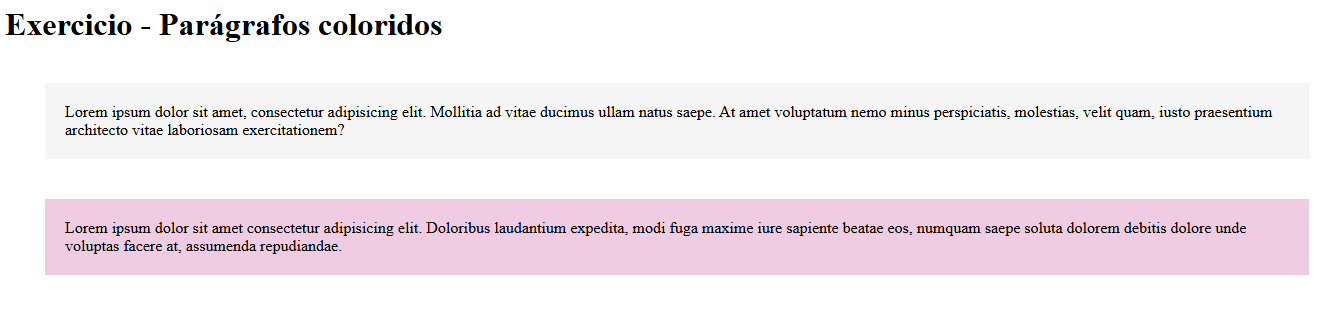 Exercicio - Parágrafos coloridos
Lorem ipsum dolor sit amet, consectetur adipisicing elit. Mollitia ad vitae ducimus ullam natus saepe. At amet voluptatum nemo minus perspiciatis, molestias, velit quam, iusto praesentium
architecto vitae laboriosam exercitationem?
Lorem ipsum dolor sit amet consectetur adipisicing elit. Doloribus laudantium expedita, modi fuga maxime iure sapiente beatae eos, numquam saepe soluta dolorem debitis dolore unde
voluptas facere at, assumenda repudiandae.